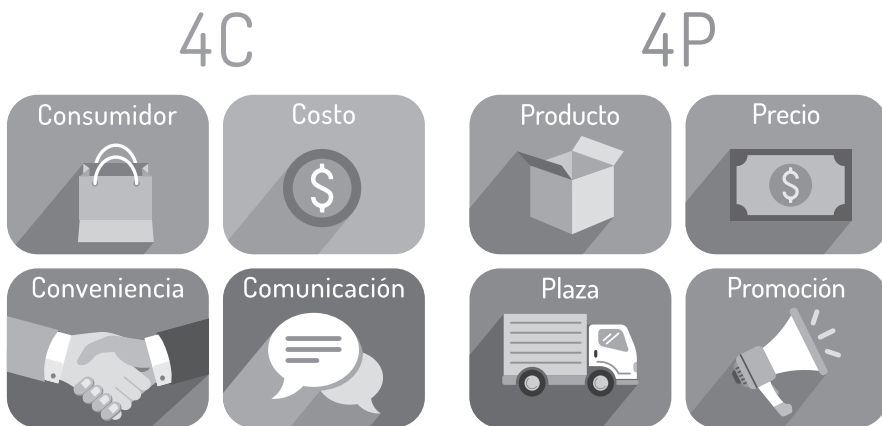 4C
4P
Consumidor
Costo
Producto
Precio
$
$
Conveniencia
Comunicación
Plaza
Promoción